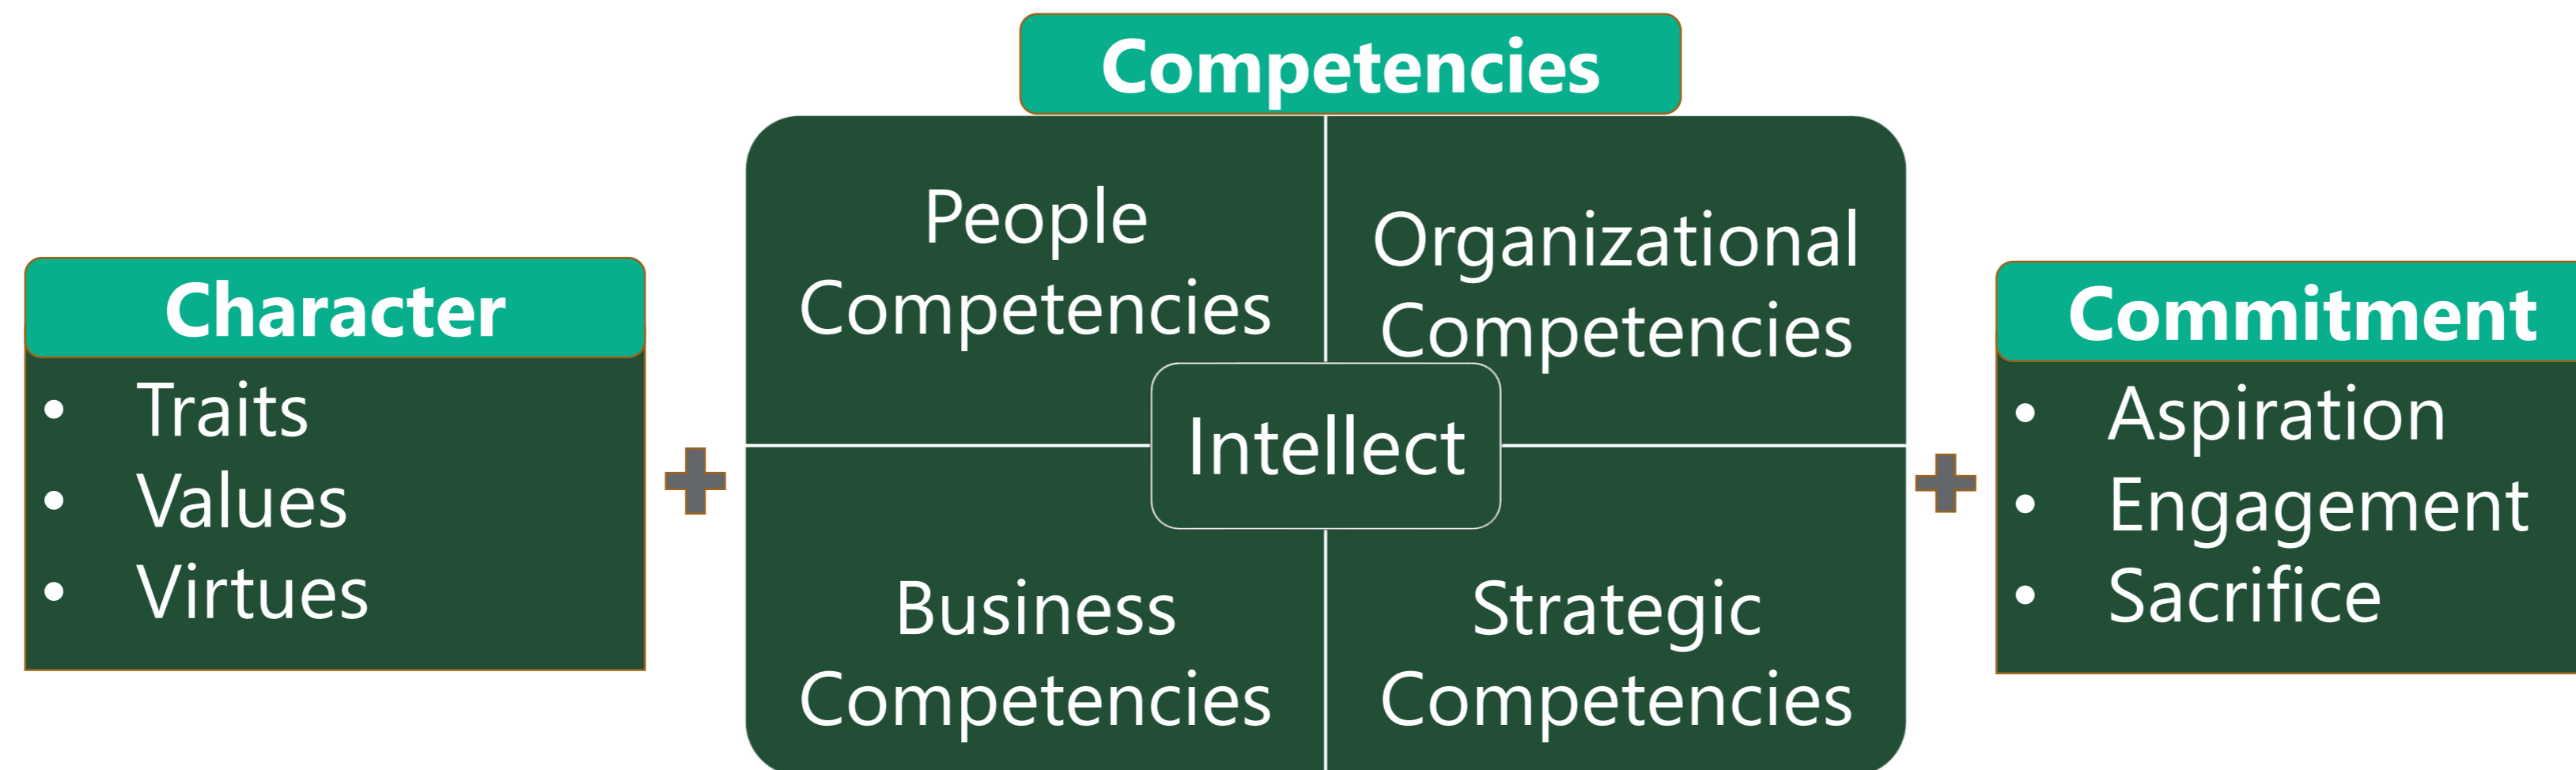 Character
• Traits
• Values
• Virtues
Competencies
People
Competencies
Organizational
Competencies
Intellect
Business
Competencies
Strategic
Competencies
Commitment
• Aspiration
• Engagement
• Sacrifice